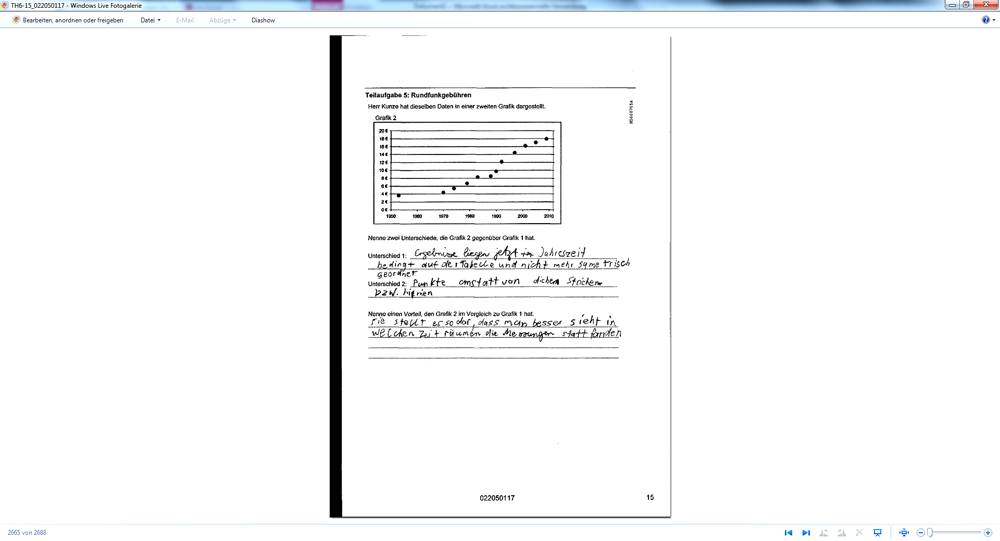 TH6-15_022050117 - Windows Live Fotogalerie
Bearbeiten, anordnen oder freigeben Datei E-Mail Abzüge Diashow
Teilaufgabe 5: Rundfunkgebühren
MS600705a
Herr Kunze hat dieselben Daten in einer zweiten Grafik dargestellt.
Grafik 2
20 €
18 €
16 €
14 €
12 €
10 €
8 €
6 €
4 €
2 €
0 €
1950 1960 1970 1980 1990 2000 2010
Nenne zwei Unterschiede, die Grafik 2 gegenüber Grafik 1 hat.
Unterschied 1: Ergebnisse liegen jetzt in Jahreszeit
bedingt auf der Tabelle und nicht mehr symetrisch
geordnet
Unterschied 2: Punkte anstatt von dicken Strichen
bzw.
Nenne einen Vorteil, den Grafik 2 im Vergleich zu Grafik 1 hat.
Sie stellt es so dar, dass man besser sieht in
welchen Zeiträumen die Messungen statt fanden
022050117 15
2665 von 2688